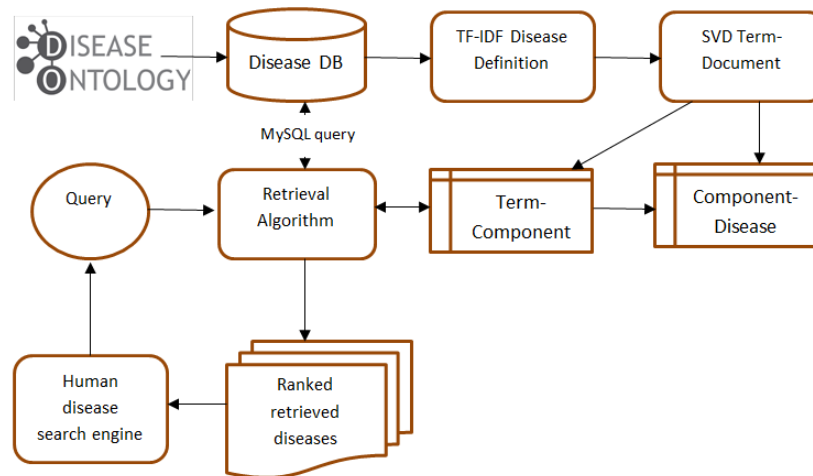 DISEASE
ONTOLOGY
Disease DB
TF-IDF Disease
Definition
SVD Term-
Document
MySQL query
Query
Retrieval
Algorithm
Term-
Component
Component-
Disease
Human
disease
search engine
Ranked
retrieved
diseases